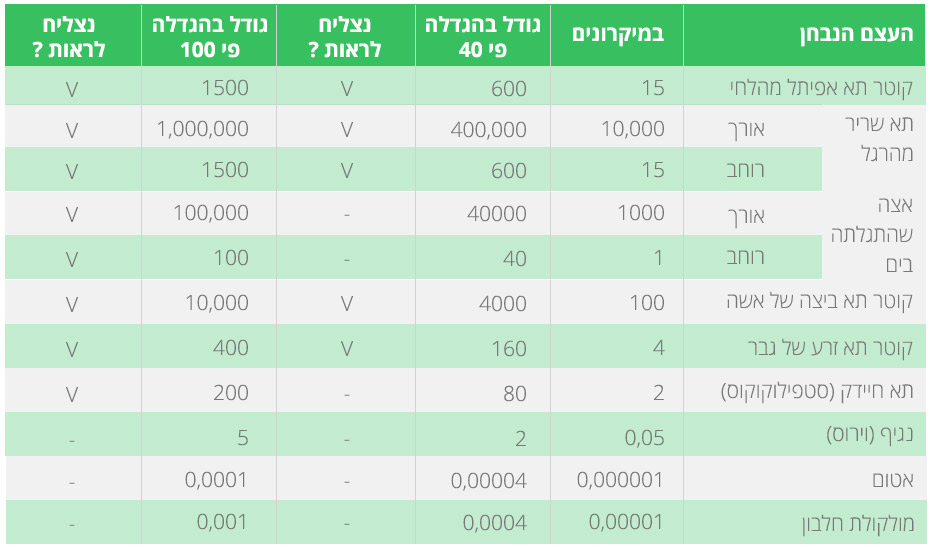 העצם הנבחן במיקרונים גודל בהגדלה פי 40 נצליח לראות ? גודל בהגדלה פי 100 נצליח לראות ?
קוטר תא אפיתל מהלחי 15 600 V 1500 V
תא שריר מהרגל אורך 10,000 400,000 V 1,000,000 V
רוחב 15 600 V 1500 V
אצה שהתגלתה בים אורך 1000 40000 - 100,000 V
רוחב 1 40 - 100 V
קוטר תא ביצה של אשה 100 4000 V 10,000 V
קוטר תא זרע של גבר 4 160 V 400 V
תא חיידק (סטפילוקוקוס) 2 80 - 200 V
נגיף (וירוס) 0,05 2 - 5 -
אטום 0,000001 0,00004 - 0,0001 -
מולקולת חלבון 0,00001 0,0004 - 0,001 -